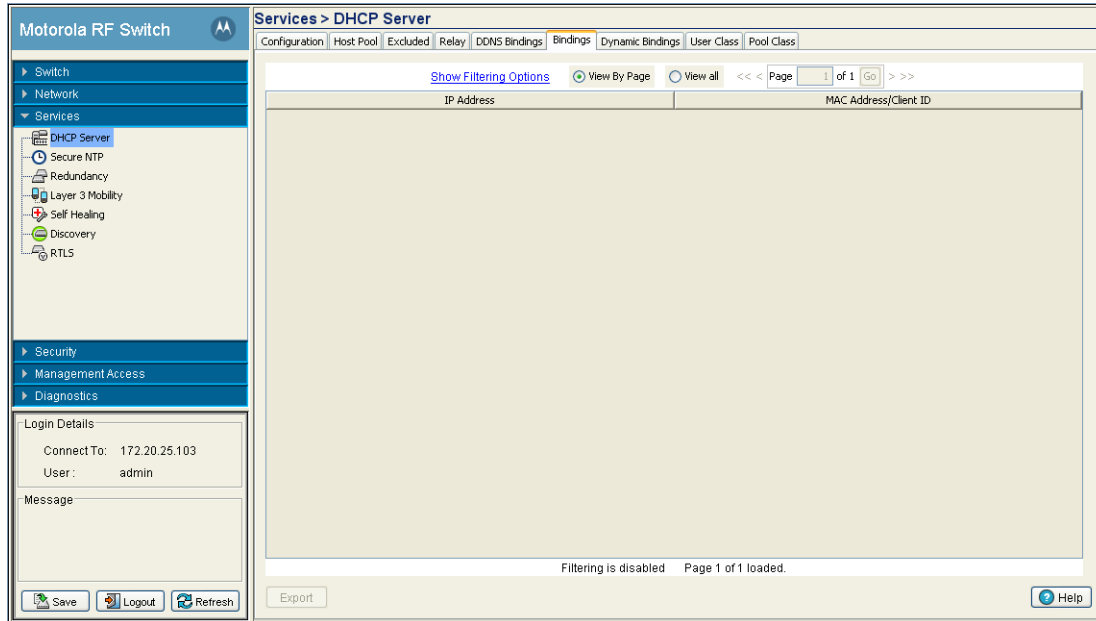 Motorola RF Switch
Switch
Network
Services
DHCP Server
Secure NTP
Redundancy
Layer 3 Mobility
Self Healing
Discovery
RTLS
Security
Management Access
Diagnostics
Login Details
Connect To: 172.20.25.103
User : admin
Message
Save Logout Refresh
Services > DHCP Server
Configuration Host Pool Excluded Relay DDNS Bindings Bindings Dynamic Bindings User Class Pool Class
Show Filtering Options View By Page View all << < Page 1 of 1 Go > >>
IP Address MAC Address/Client ID
Filtering is disabled Page 1 of 1 loaded.
Export Help